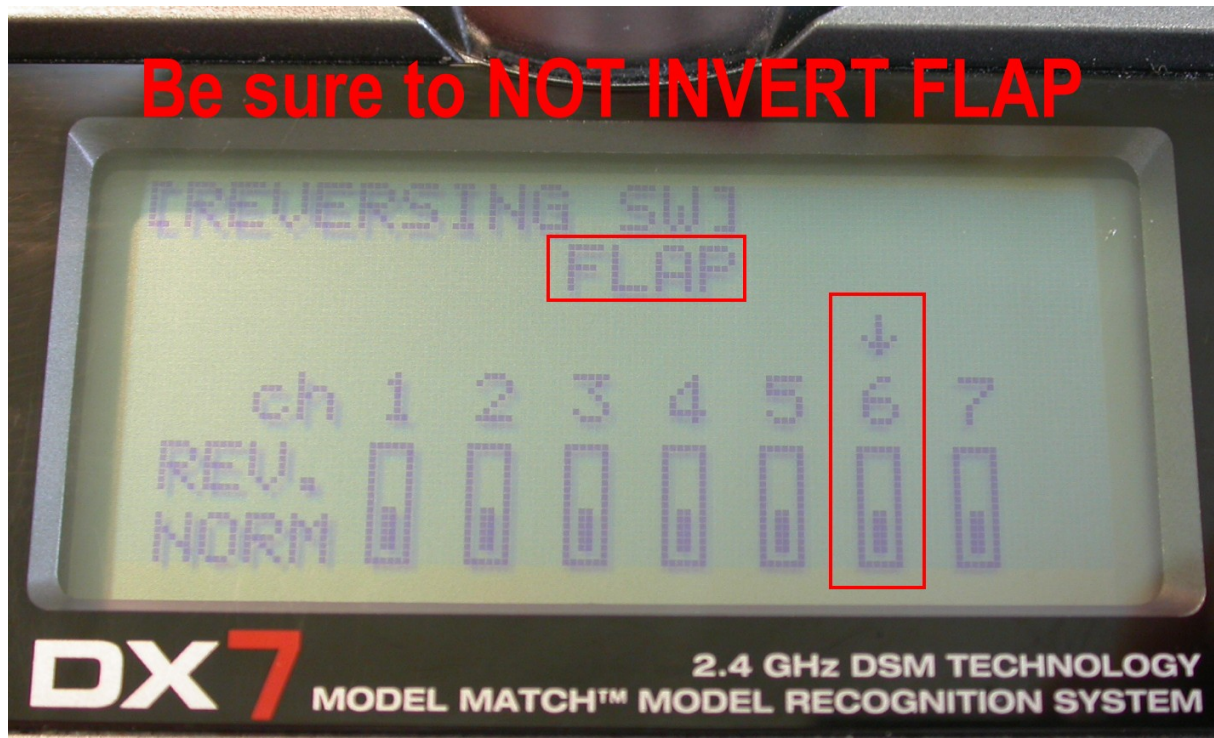 Be sure to NOT INVERT FLAP
[REVERSING SW]
FLAP
↓
ch 1 2 3 4 5 6 7
REV.
NORM
DX7
2.4 GHz DSM TECHNOLOGY
MODEL MATCH™ MODEL RECOGNITION SYSTEM